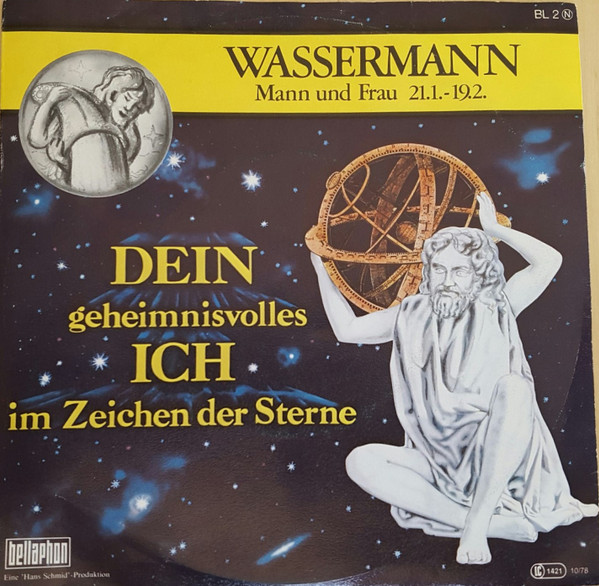 BL 2 N
WASSERMANN
Mann und Frau 21.1.-19.2.
DEIN
geheimnisvolles
ICH
im Zeichen der Sterne
bellaphon
Eine "Hans Schmid"-Produktion
LC 1421 10/78